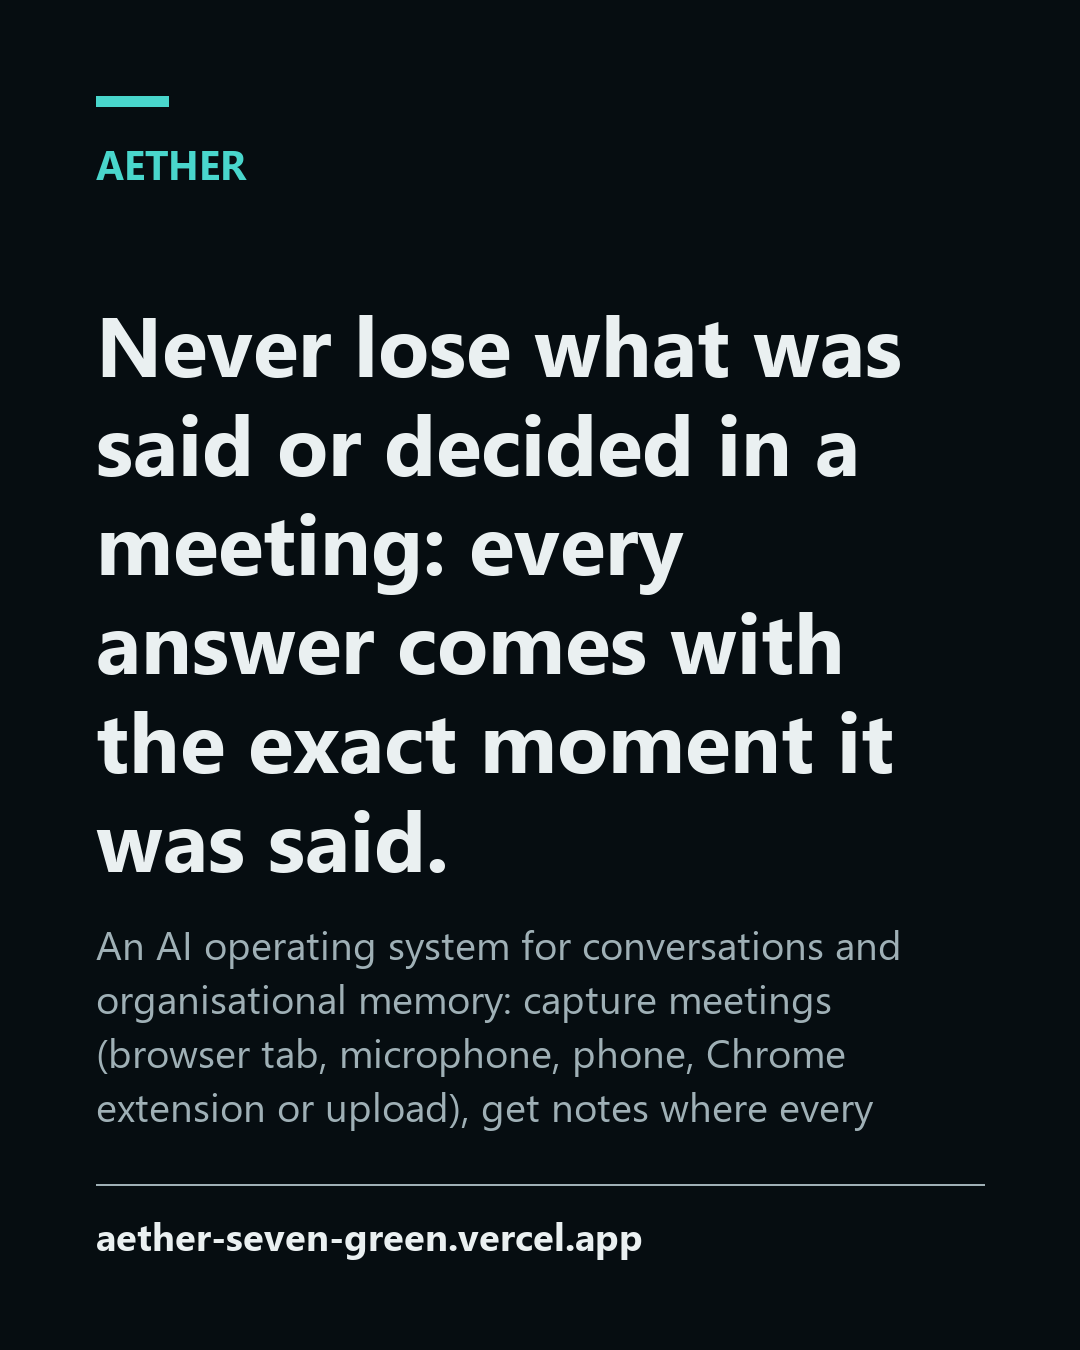 AETHER
Never lose what was
said or decided in a
meeting: every
answer comes with
the exact moment it
was said.
An AI operating system for conversations and
organisational memory: capture meetings
(browser tab, microphone, phone, Chrome
extension or upload), get notes where every
aether-seven-green.vercel.app